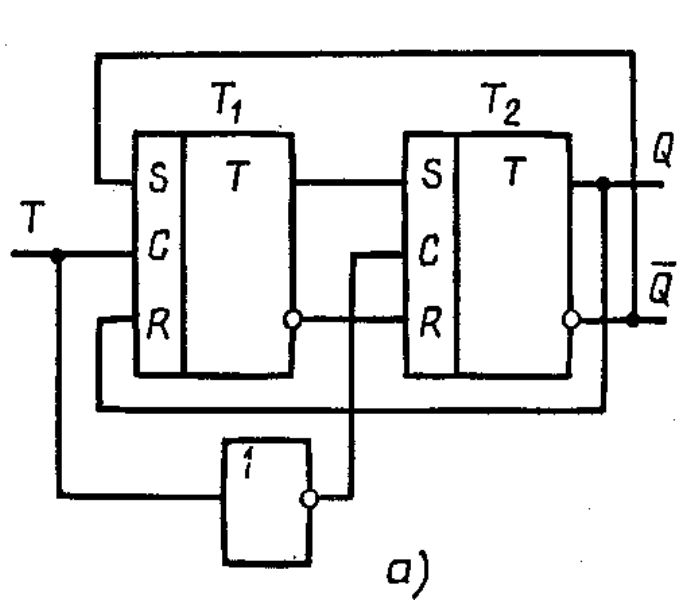 T₁ T₂
S T S T Q
T C C
R R Q̅
1
а)